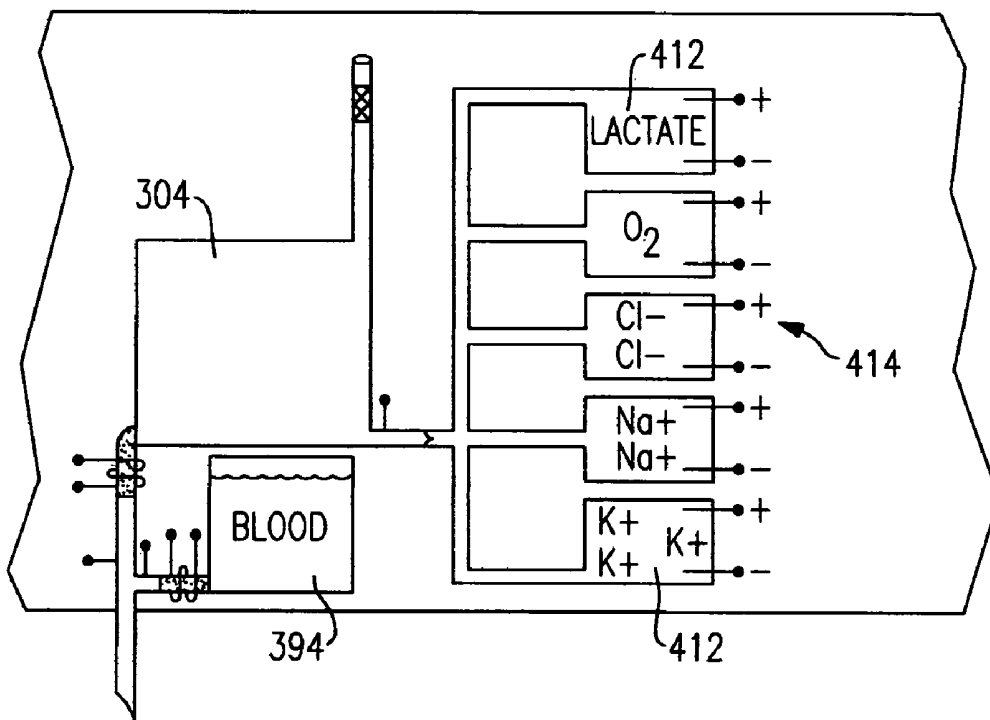 412
LACTATE
+
−
304
O2
+
−
Cl−
Cl−
+
−
414
Na+
Na+
+
−
BLOOD
K+
K+
K+
+
−
394
412